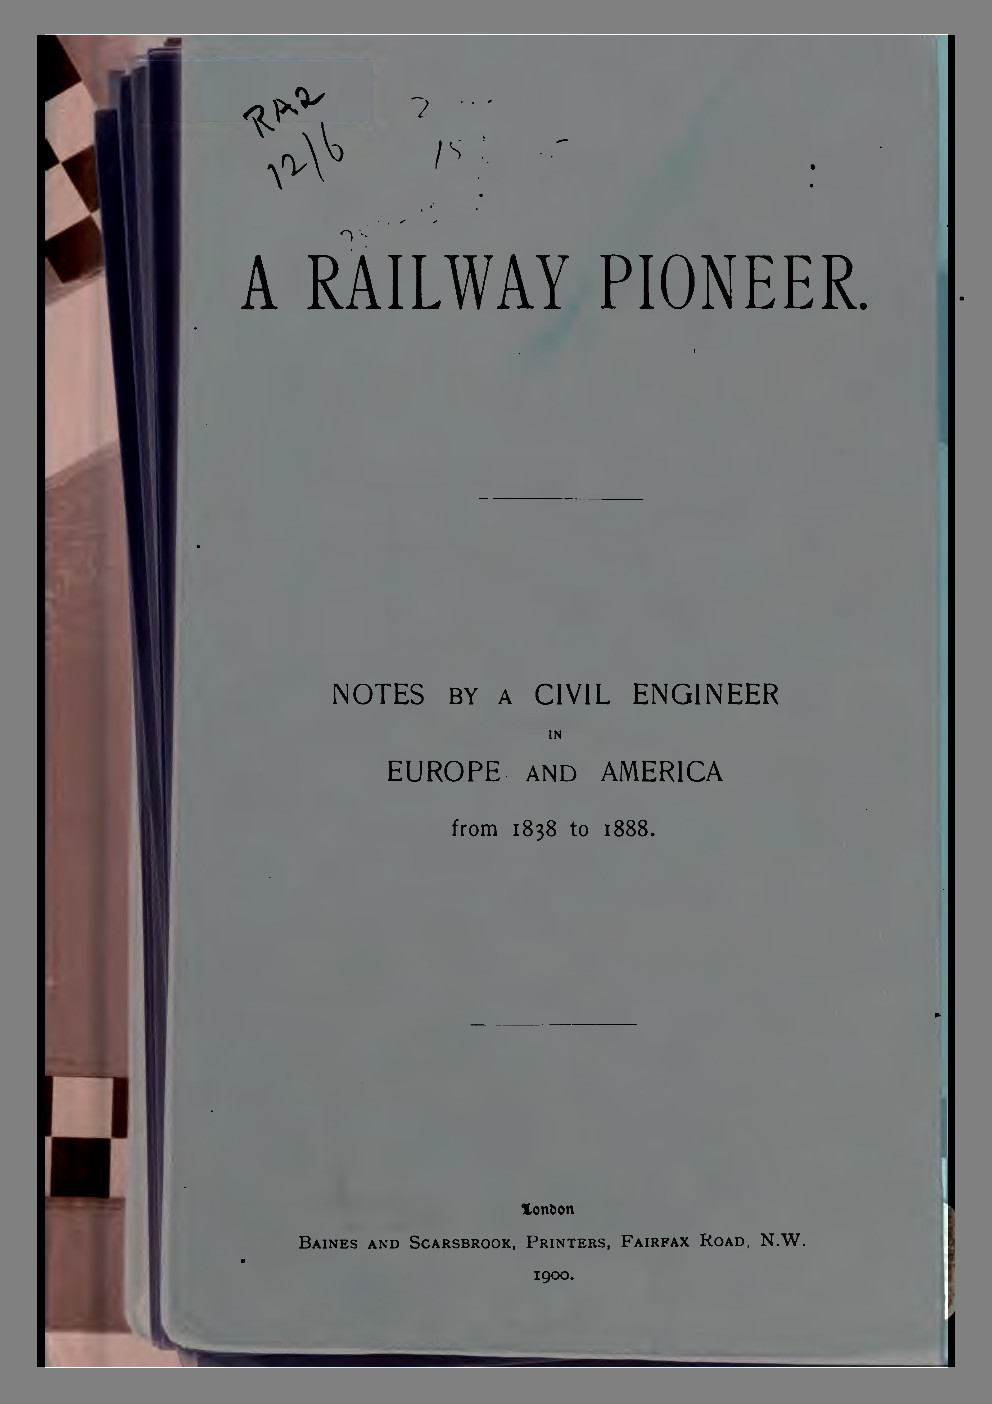 RA2
12/6
15
A RAILWAY PIONEER.
NOTES BY A CIVIL ENGINEER
IN
EUROPE AND AMERICA
from 1838 to 1888.
London
BAINES AND SCARSBROOK, PRINTERS, FAIRFAX ROAD, N.W.
1900.